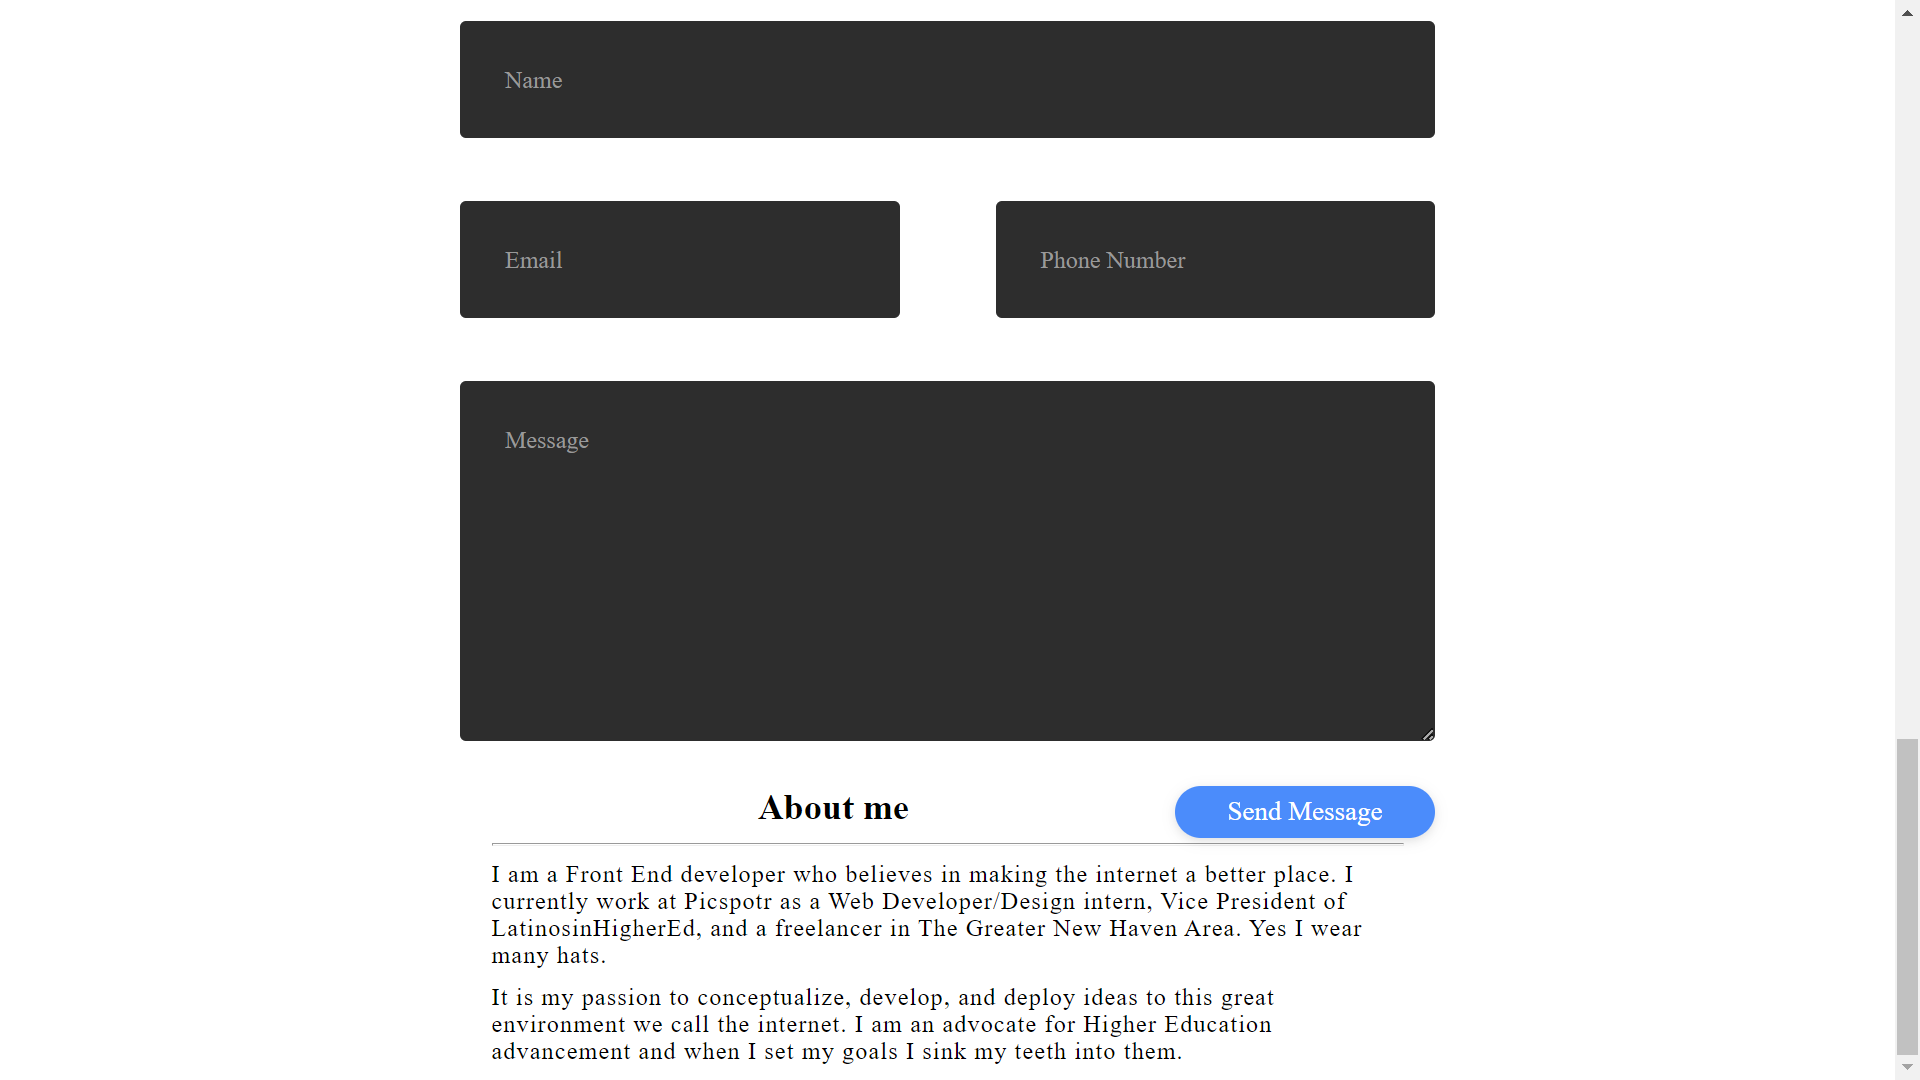 Name
Email
Phone Number
Message
About me
Send Message
I am a Front End developer who believes in making the internet a better place. I
currently work at Picspotr as a Web Developer/Design intern, Vice President of
LatinosinHigherEd, and a freelancer in The Greater New Haven Area. Yes I wear
many hats.
It is my passion to conceptualize, develop, and deploy ideas to this great
environment we call the internet. I am an advocate for Higher Education
advancement and when I set my goals I sink my teeth into them.